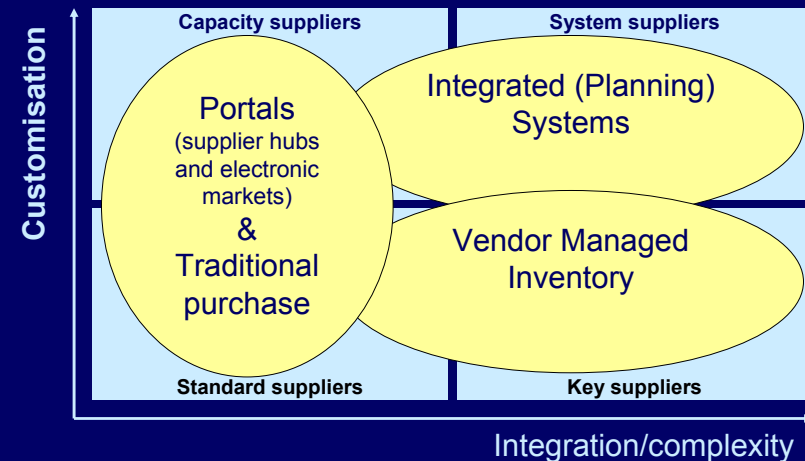 Customisation
Capacity suppliers
System suppliers
Portals
(supplier hubs
and electronic
markets)
&
Traditional
purchase
Integrated (Planning)
Systems
Vendor Managed
Inventory
Standard suppliers
Key suppliers
Integration/complexity